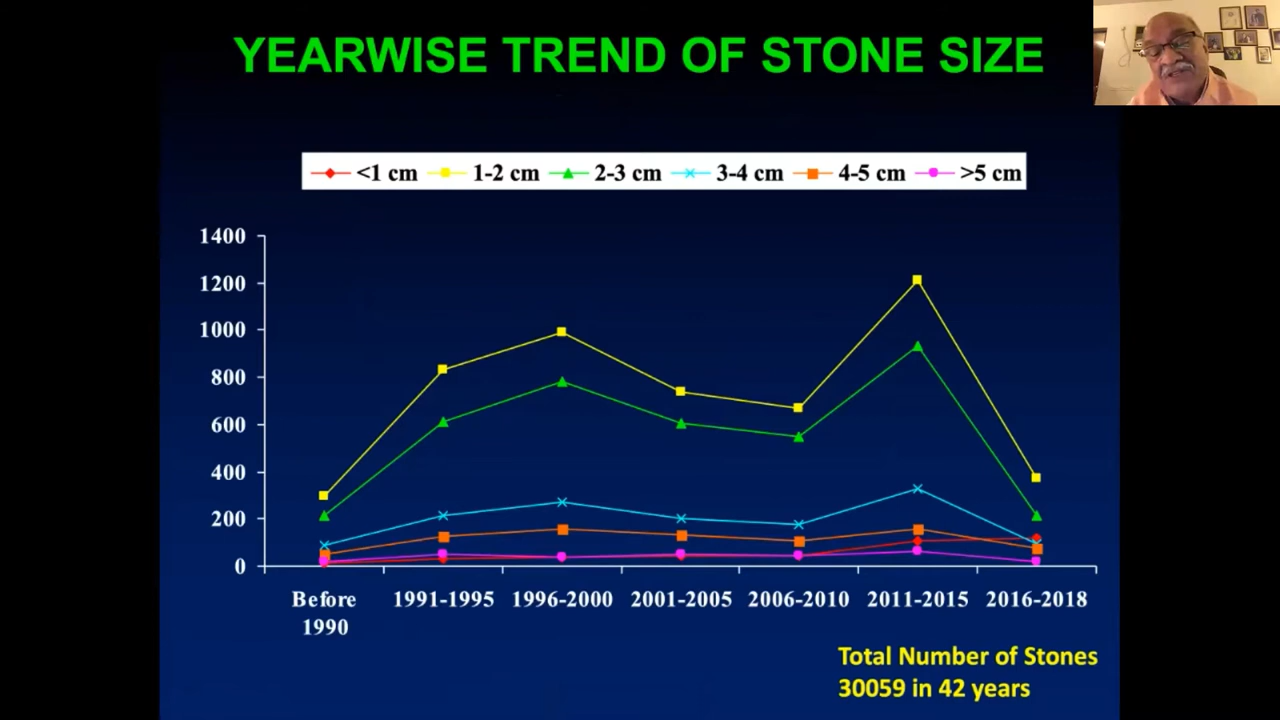 YEARWISE TREND OF STONE SIZE
<1 cm 1-2 cm 2-3 cm 3-4 cm 4-5 cm >5 cm
1400
1200
1000
800
600
400
200
0
Before 1991-1995 1996-2000 2001-2005 2006-2010 2011-2015 2016-2018
1990
Total Number of Stones
30059 in 42 years